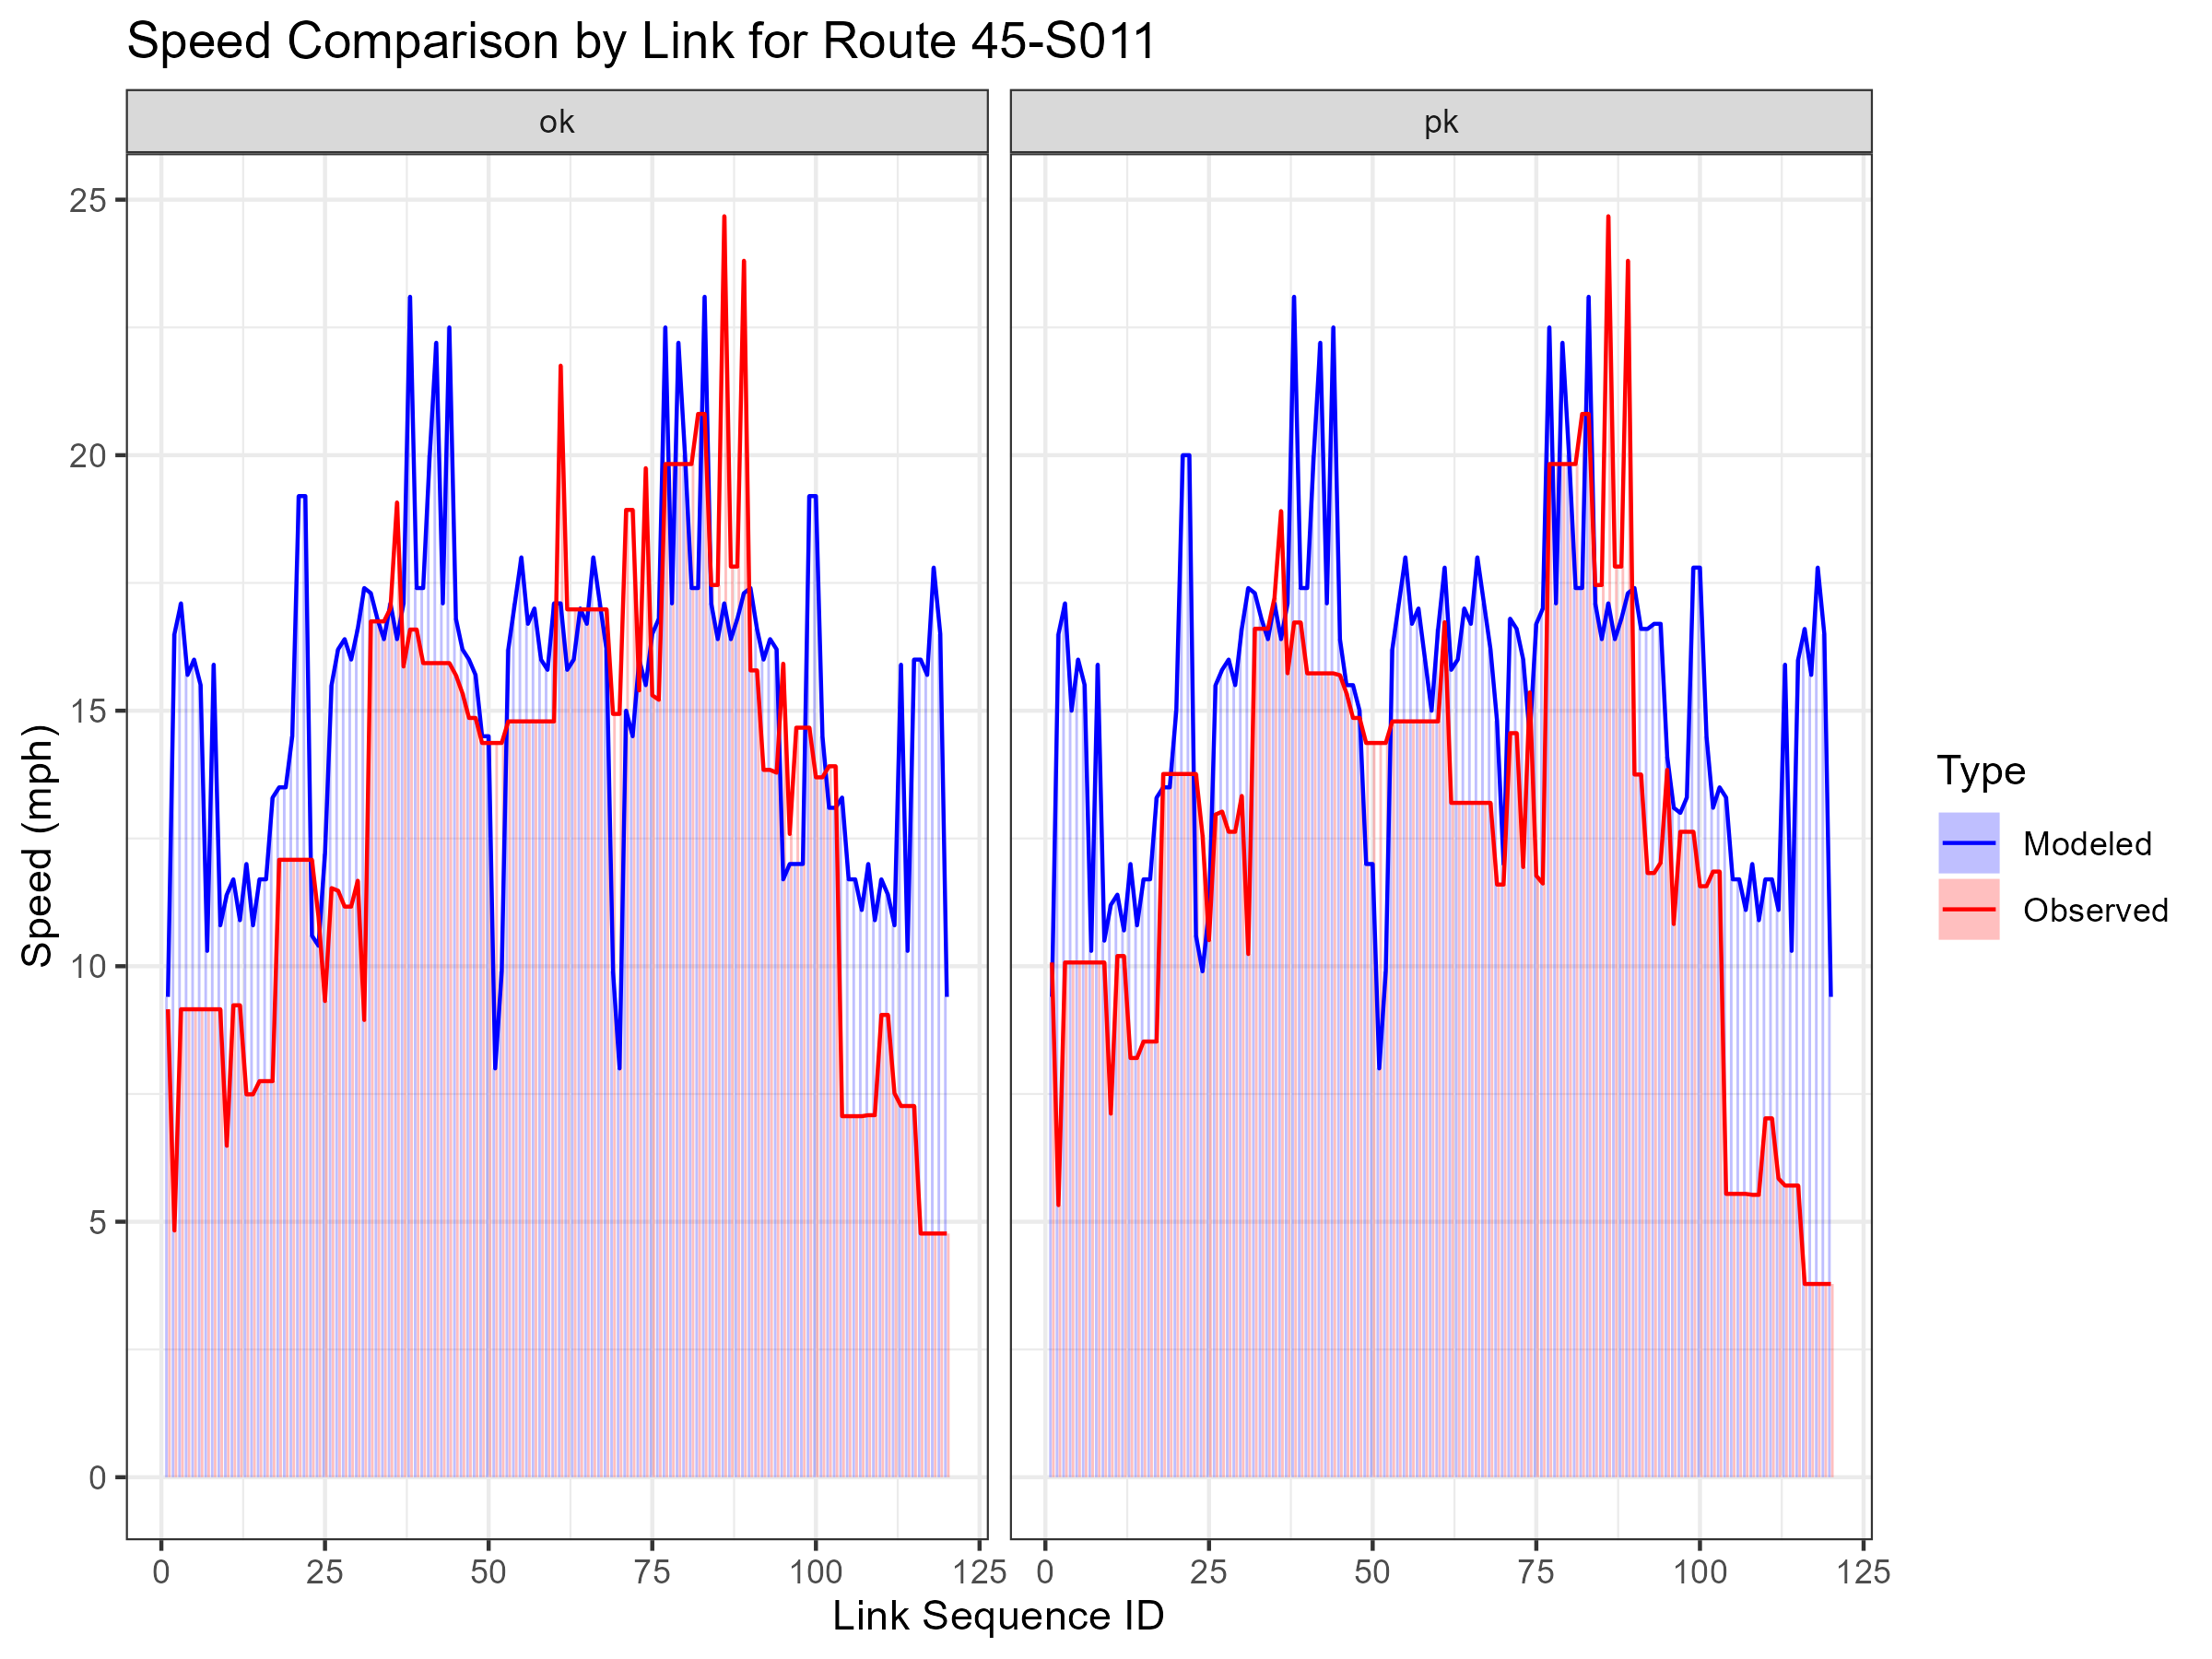 Speed Comparison by Link for Route 45-S011
ok
pk
25
20
15
10
5
0
Speed (mph)
0 25 50 75 100 125
0 25 50 75 100 125
Link Sequence ID
Type
Modeled
Observed